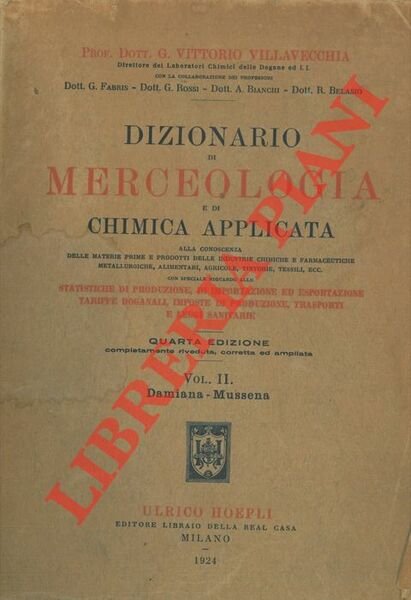 PROF. DOTT. G. VITTORIO VILLAVECCHIA
Direttore dei Laboratori Chimici delle Dogane ed I. I.
CON LA COLLABORAZIONE DEI PROFESSORI
DOTT. G. FABRIS – DOTT. G. ROSSI – DOTT. A. BIANCHI – DOTT. R. BELASIO
DIZIONARIO
DI
MERCEOLOGIA
E DI
CHIMICA APPLICATA
ALLA CONOSCENZA
DELLE MATERIE PRIME E PRODOTTI DELLE INDUSTRIE CHIMICHE E FARMACEUTICHE
METALLURGICHE, ALIMENTARI, AGRICOLE, TINTORIE, TESSILI, ECC.
CON SPECIALE RIGUARDO ALLE
STATISTICHE DI PRODUZIONE, DI IMPORTAZIONE ED ESPORTAZIONE
TARIFFE DOGANALI, IMPOSTE DI PRODUZIONE, TRASPORTI
E LEGGI SANITARIE
QUARTA EDIZIONE
completamente riveduta, corretta ed ampliata
VOL. II.
Damiana - Mussena
ULRICO HOEPLI
EDITORE LIBRAIO DELLA REAL CASA
MILANO
1924
LIBRERIA PIANI